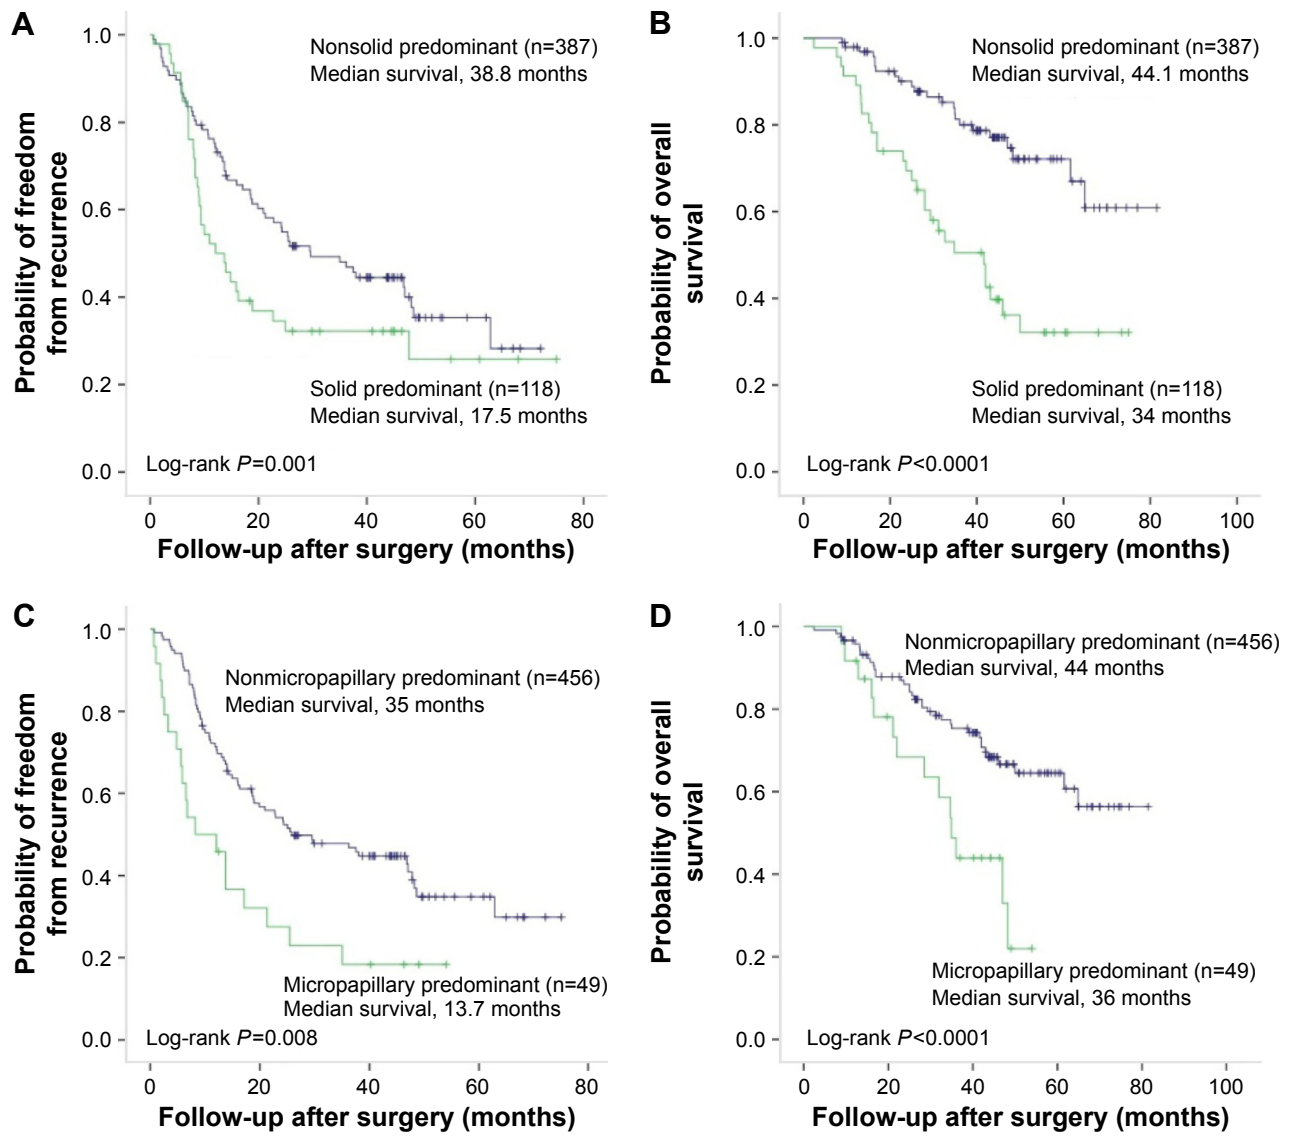 A
Probability of freedom
from recurrence
1.0
0.8
0.6
0.4
0.2
0.0
Nonsolid predominant (n=387)
Median survival, 38.8 months
Solid predominant (n=118)
Median survival, 17.5 months
Log-rank P=0.001
0 20 40 60 80
Follow-up after surgery (months)
B
Probability of overall
survival
1.0
0.8
0.6
0.4
0.2
0.0
Nonsolid predominant (n=387)
Median survival, 44.1 months
Solid predominant (n=118)
Median survival, 34 months
Log-rank P<0.0001
0 20 40 60 80 100
Follow-up after surgery (months)
C
Probability of freedom
from recurrence
1.0
0.8
0.6
0.4
0.2
0.0
Nonmicropapillary predominant (n=456)
Median survival, 35 months
Micropapillary predominant (n=49)
Median survival, 13.7 months
Log-rank P=0.008
0 20 40 60 80
Follow-up after surgery (months)
D
Probability of overall
survival
1.0
0.8
0.6
0.4
0.2
0.0
Nonmicropapillary predominant (n=456)
Median survival, 44 months
Micropapillary predominant (n=49)
Median survival, 36 months
Log-rank P<0.0001
0 20 40 60 80 100
Follow-up after surgery (months)